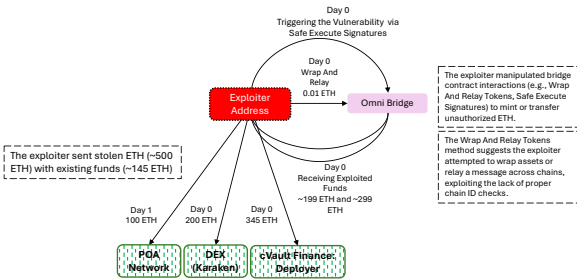 Day 0
Triggering the Vulnerability via
Safe Execute Signatures
Day 0
Wrap And
Relay
0.01 ETH
Exploiter
Address
Omni Bridge
The exploiter manipulated bridge
contract interactions (e.g., Wrap
And Relay Tokens, Safe Execute
Signatures) to mint or transfer
unauthorized ETH.
The Wrap And Relay Tokens
method suggests the exploiter
attempted to wrap assets or
relay a message across chains,
exploiting the lack of proper
chain ID checks.
The exploiter sent stolen ETH (~500
ETH) with existing funds (~145 ETH)
Day 0
Receiving Exploited
Funds
~199 ETH and ~299
ETH
Day 1
100 ETH
Day 0
200 ETH
Day 0
345 ETH
POA
Network
DEX
(Karaken)
cVault Finance:
Deployer